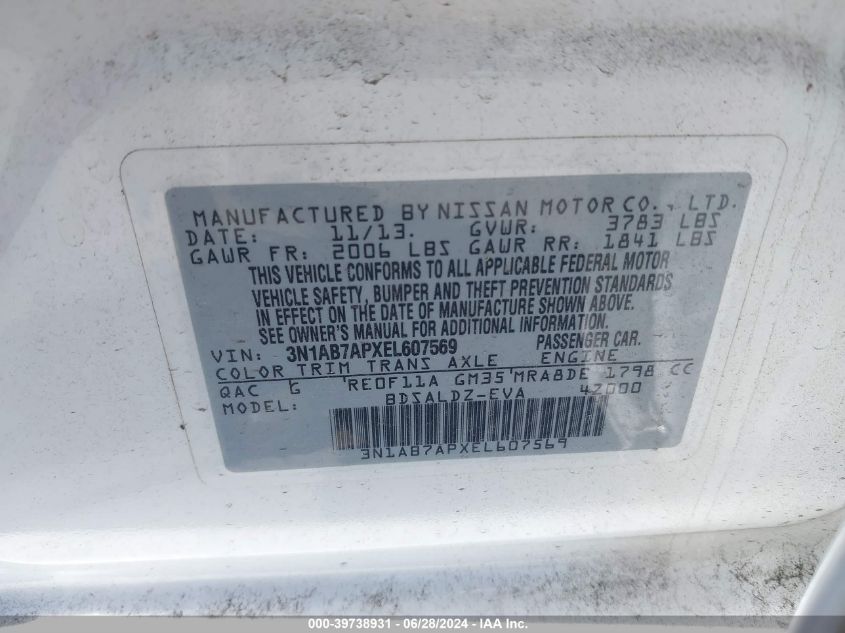 MANUFACTURED BY NISSAN MOTOR CO., LTD.
DATE: 11/13. GVWR: 3783 LBS
GAWR FR: 2006 LBS GAWR RR: 1841 LBS
THIS VEHICLE CONFORMS TO ALL APPLICABLE FEDERAL MOTOR
VEHICLE SAFETY, BUMPER AND THEFT PREVENTION STANDARDS
IN EFFECT ON THE DATE OF MANUFACTURE SHOWN ABOVE.
SEE OWNER'S MANUAL FOR ADDITIONAL INFORMATION.
VIN: 3N1AB7APXEL607569 PASSENGER CAR.
COLOR TRIM TRANS AXLE ENGINE
QAC G RE0F11A GM35 MRA8DE 1798 CC
MODEL: BDSALDZ-EVA 42000
3N1AB7APXEL607569
000-39738931 - 06/28/2024 - IAAI.com